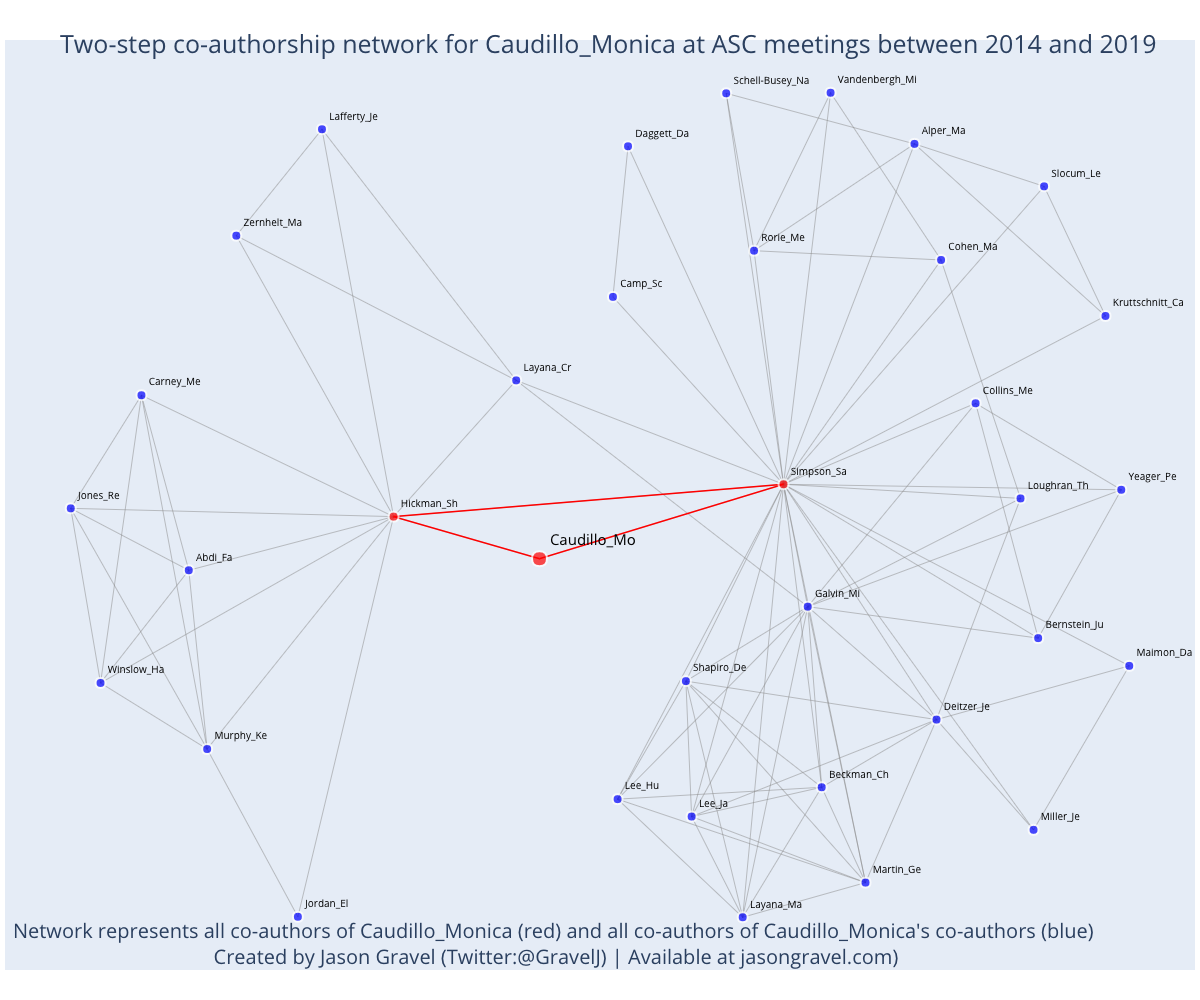 Two-step co-authorship network for Caudillo_Monica at ASC meetings between 2014 and 2019
Schell-Busey_Na
Vandenbergh_Mi
Lafferty_Je
Daggett_Da
Alper_Ma
Slocum_Le
Zernhelt_Ma
Rorie_Me
Cohen_Ma
Camp_Sc
Kruttschnitt_Ca
Layana_Cr
Carney_Me
Collins_Me
Simpson_Sa
Yeager_Pe
Loughran_Th
Jones_Re
Hickman_Sh
Caudillo_Mo
Abdi_Fa
Galvin_Mi
Bernstein_Ju
Maimon_Da
Winslow_Ha
Shapiro_De
Deitzer_Je
Murphy_Ke
Beckman_Ch
Lee_Hu
Lee_Ja
Miller_Je
Martin_Ge
Layana_Ma
Jordan_El
Network represents all co-authors of Caudillo_Monica (red) and all co-authors of Caudillo_Monica's co-authors (blue)
Created by Jason Gravel (Twitter:@GravelJ) | Available at jasongravel.com)